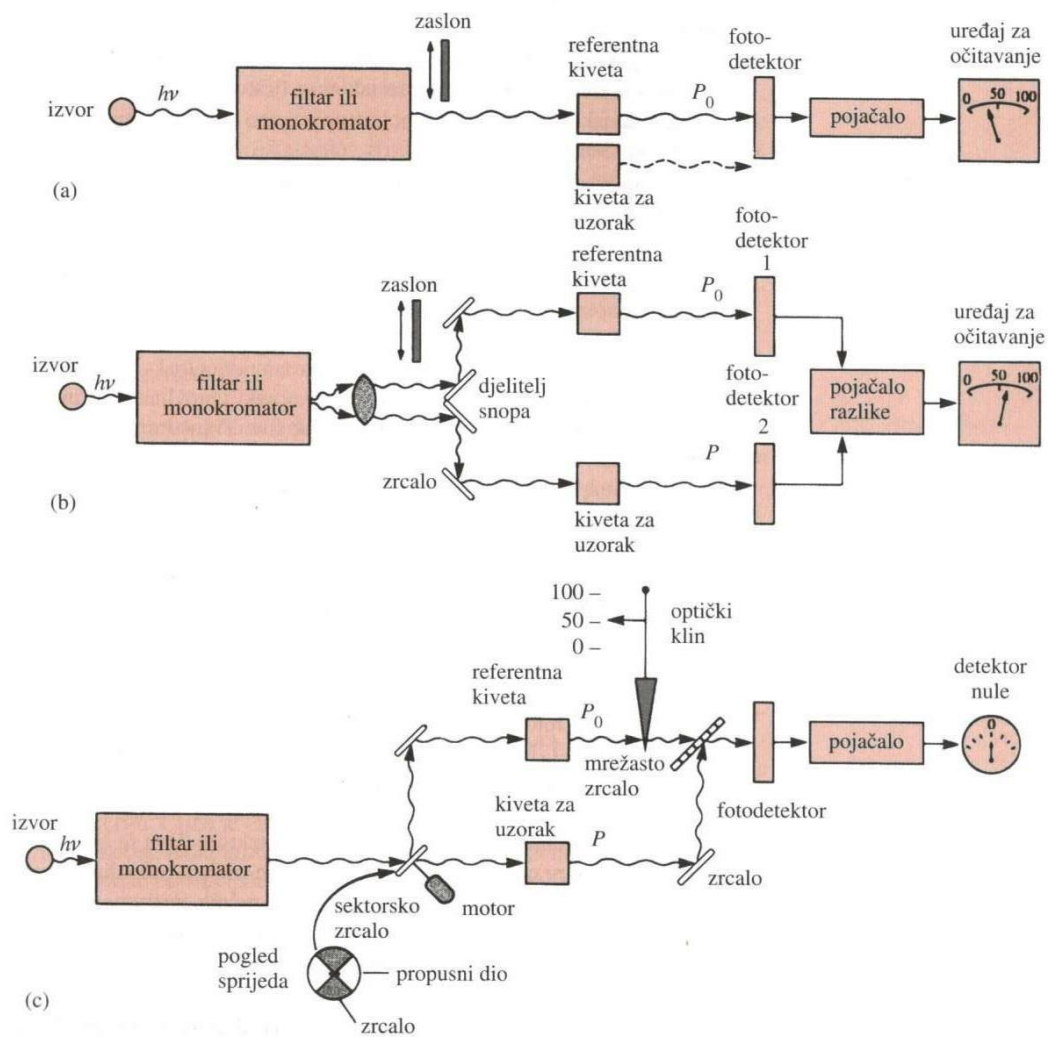 zaslon
referentna
kiveta
foto-
detektor
uređaj za
očitavanje
izvor
hν
filtar ili
monokromator
P0
pojačalo
0 50 100
(a)
kiveta za
uzorak
zaslon
referentna
kiveta
foto-
detektor
1
P0
uređaj za
očitavanje
izvor
hν
filtar ili
monokromator
djelitelj
snopa
foto-
detektor
2
pojačalo
razlike
0 50 100
zrcalo
P
kiveta za
uzorak
(b)
100 –
50 –
0 –
optički
klin
referentna
kiveta
P0
mrežasto
zrcalo
detektor
nule
pojačalo
0
fotodetektor
izvor
hν
filtar ili
monokromator
kiveta za
uzorak
P
zrcalo
sektorsko
zrcalo
motor
pogled
sprijeda
propusni dio
zrcalo
(c)